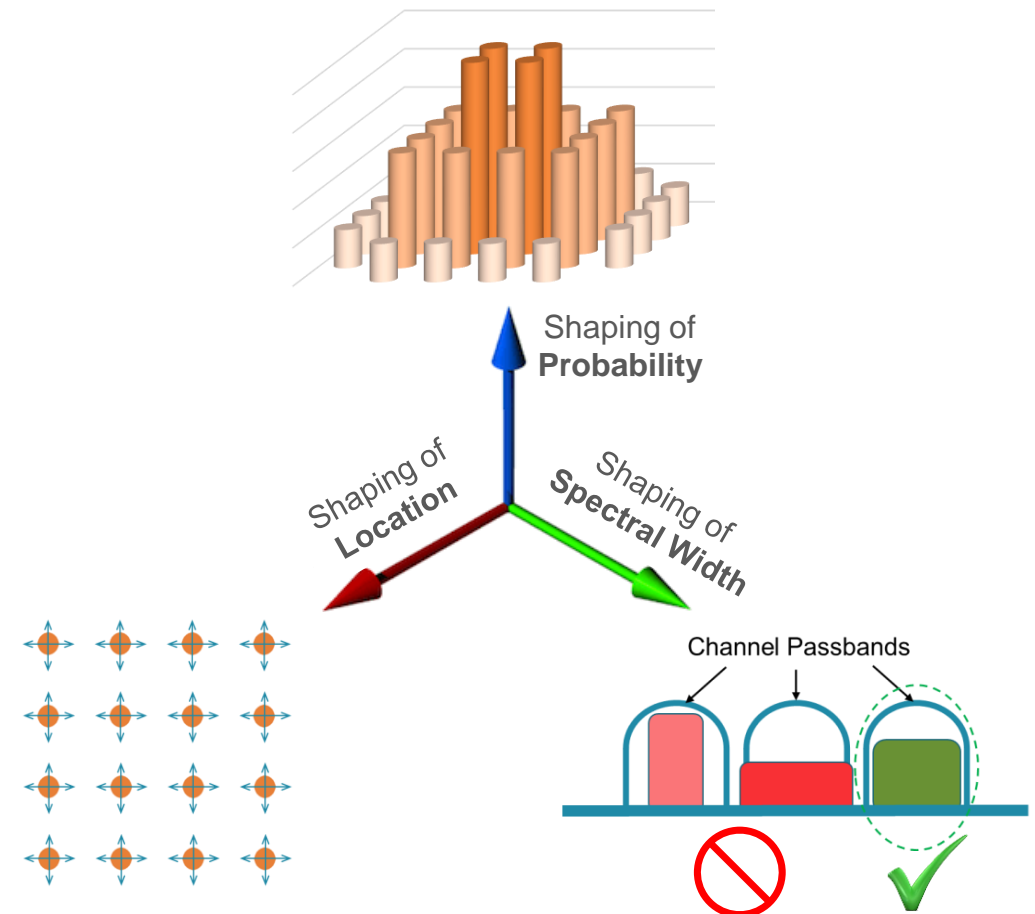 Shaping of
Probability
Shaping of
Location
Shaping of
Spectral Width
Channel Passbands